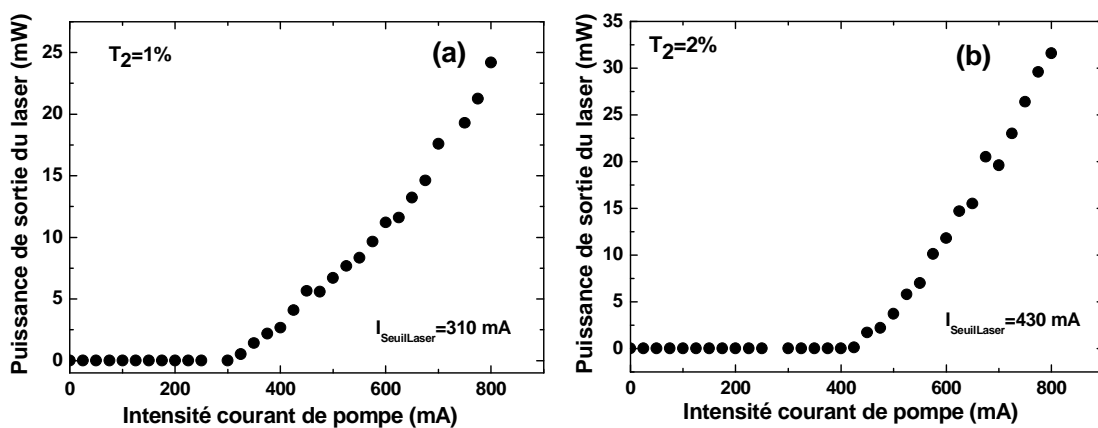 Puissance de sortie du laser (mW)
25
20
15
10
5
0
T2=1%
(a)
ISeuilLaser=310 mA
0
200
400
600
800
Intensité courant de pompe (mA)
Puissance de sortie du laser (mW)
35
30
25
20
15
10
5
0
T2=2%
(b)
ISeuilLaser=430 mA
0
200
400
600
800
Intensité courant de pompe (mA)